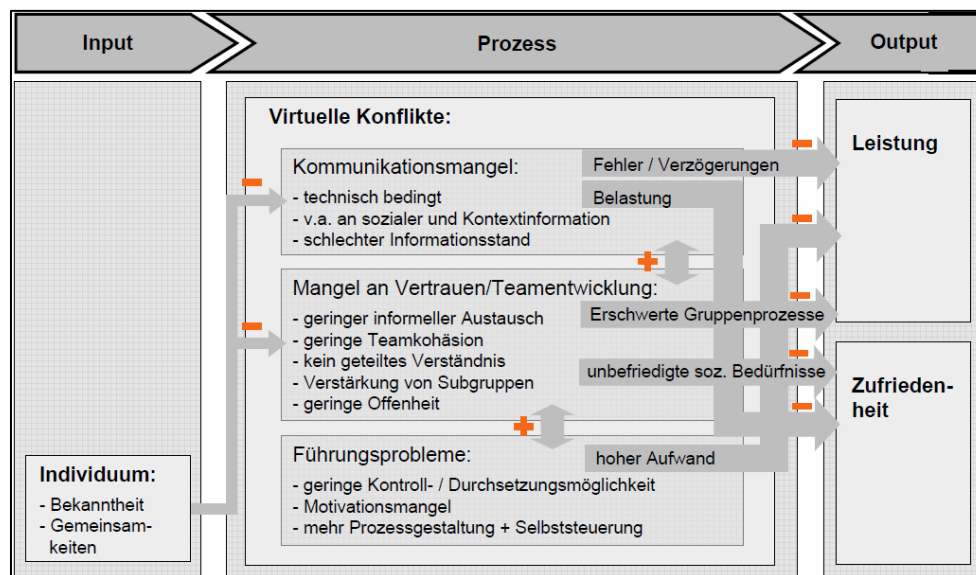 Input
Prozess
Output
Virtuelle Konflikte:
Kommunikationsmangel:
- technisch bedingt
- v.a. an sozialer und Kontextinformation
- schlechter Informationsstand
Fehler / Verzögerungen
Belastung
Mangel an Vertrauen/Teamentwicklung:
- geringer informeller Austausch
- geringe Teamkohäsion
- kein geteiltes Verständnis
- Verstärkung von Subgruppen
- geringe Offenheit
Erschwerte Gruppenprozesse
unbefriedigte soz. Bedürfnisse
Führungsprobleme:
- geringe Kontroll- / Durchsetzungsmöglichkeit
- Motivationsmangel
- mehr Prozessgestaltung + Selbststeuerung
hoher Aufwand
Individuum:
- Bekanntheit
- Gemeinsam-
keiten
Leistung
Zufrieden-
heit